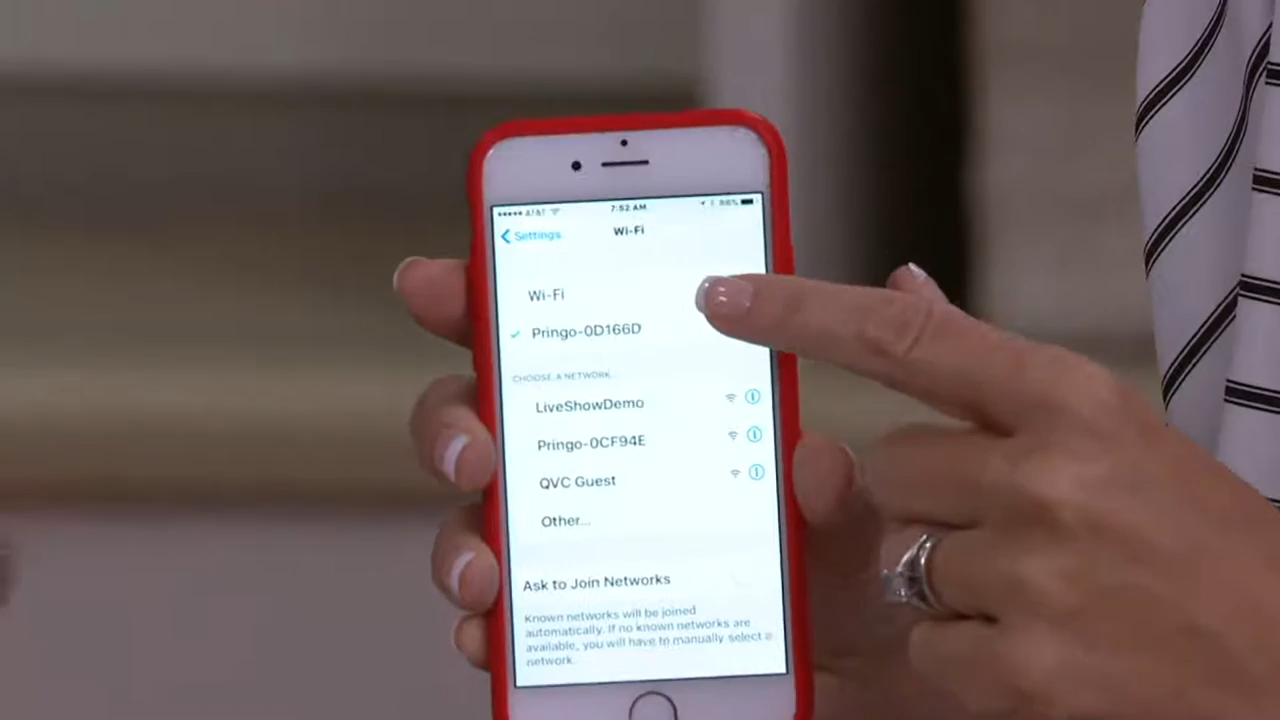 AT&T 7:52 AM 86%
Settings Wi-Fi
Wi-Fi
Pringo-0D166D
CHOOSE A NETWORK...
LiveShowDemo
Pringo-0CF94E
QVC Guest
Other...
Ask to Join Networks
Known networks will be joined
automatically. If no known networks are
available, you will have to manually select a
network.